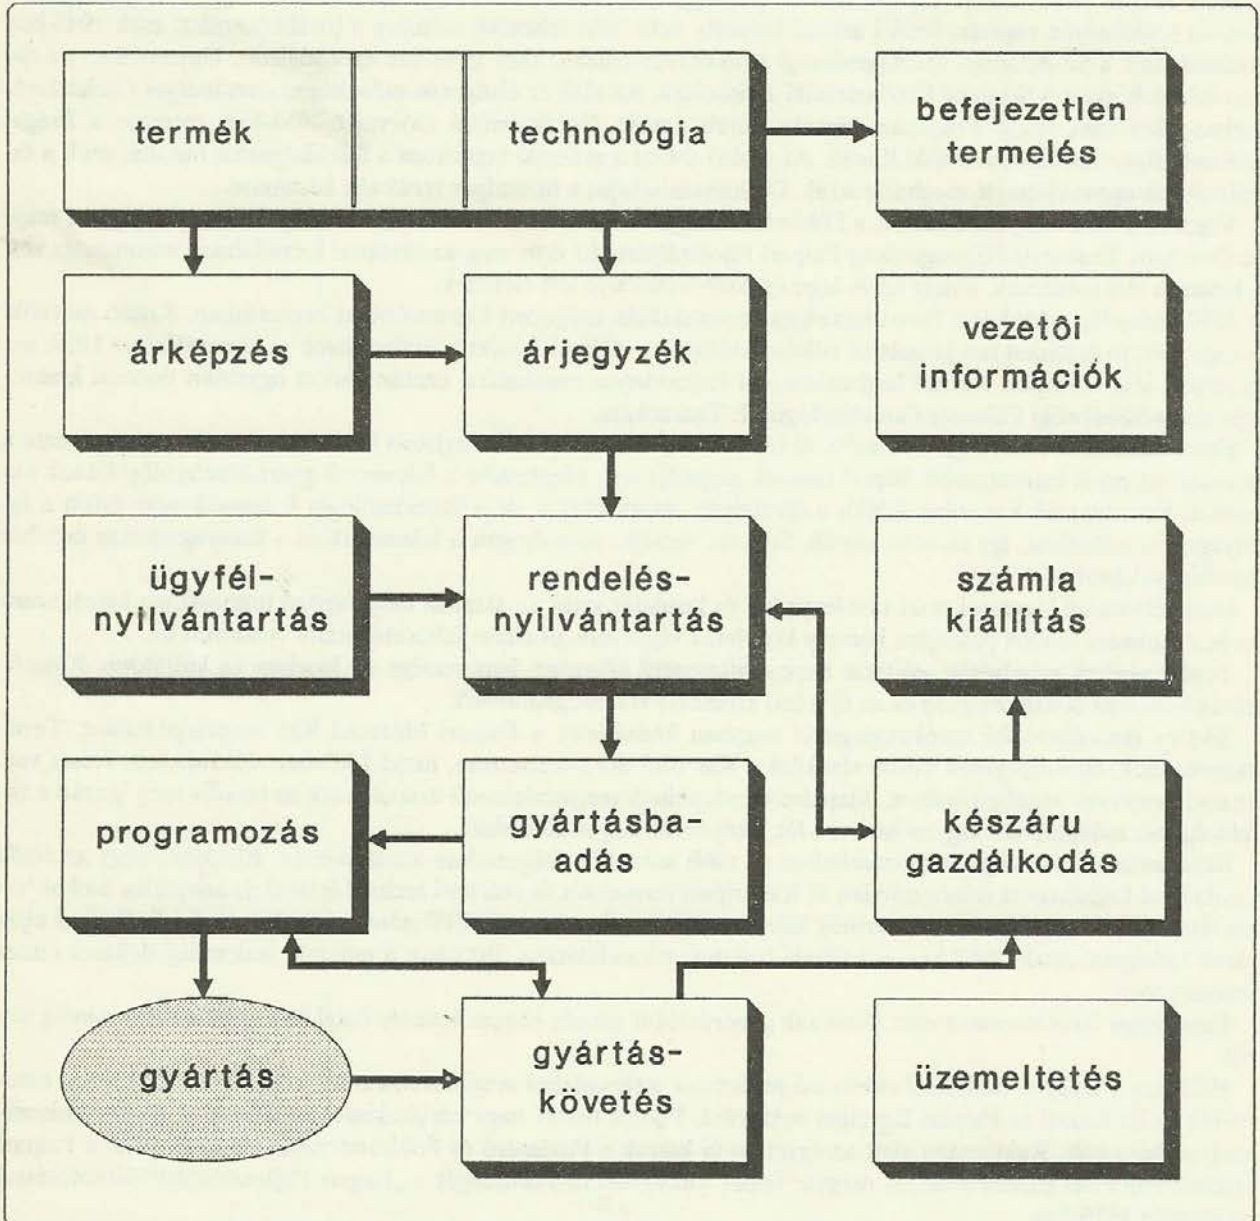 termék
technológia
befejezetlen
termelés
árképzés
árjegyzék
vezetői
információk
ügyfél-
nyilvántartás
rendelés-
nyilvántartás
számla
kiállítás
programozás
gyártásba-
adás
készáru
gazdálkodás
gyártás
gyártás-
követés
üzemeltetés